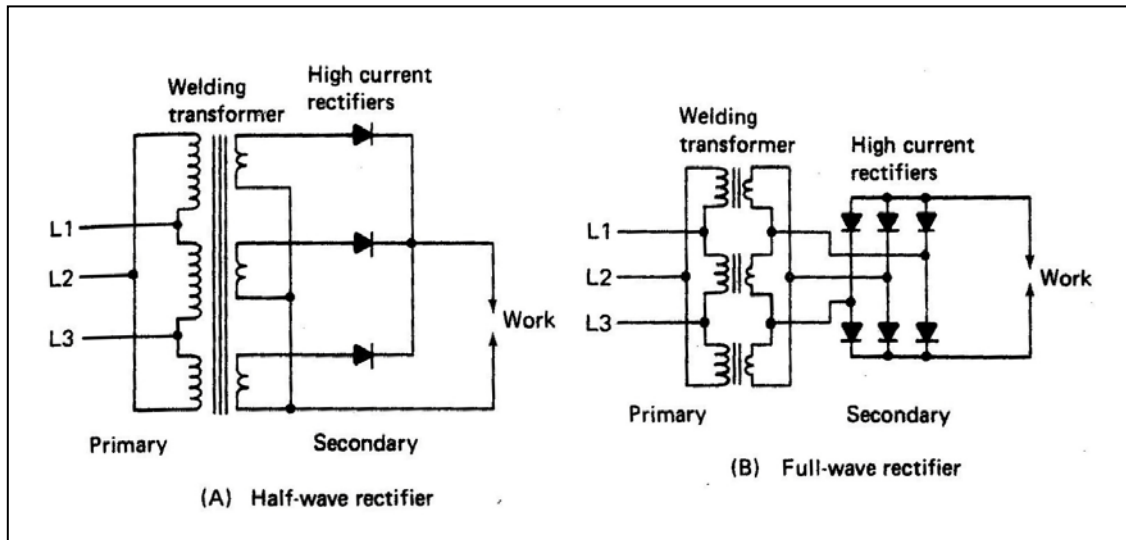 Welding
transformer
High current
rectifiers
L1
L2
L3
Work
Primary
Secondary
(A) Half-wave rectifier
Welding
transformer
High current
rectifiers
L1
L2
L3
Work
Primary
Secondary
(B) Full-wave rectifier